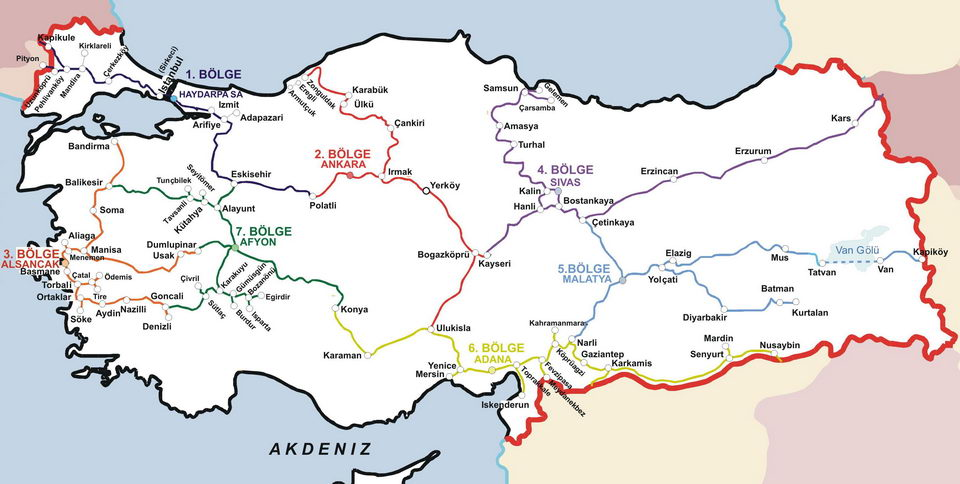 Kapikule
Pityon
Kirklareli
Uzunköprü
Pehlivanköy
Mandira
Çerkezköy
Istanbul
(Sirkeci)
1. BÖLGE
HAYDARPA SA
Izmit
Arifiye
Adapazari
Armutçuk
Eregli
Zonguldak
Karabük
Ülkü
Çankiri
2. BÖLGE
ANKARA
Irmak
Yerköy
Polatli
Eskisehir
Bandirma
Balikesir
Tunçbilek
Seyitömer
Tavsanli
Kütahya
Alayunt
Soma
7. BÖLGE
AFYON
Dumlupinar
Usak
Aliaga
Manisa
Menemen
3. BÖLGE
ALSANCAK
Basmane
Çatal
Ödemis
Torbali
Tire
Ortaklar
Söke
Aydin
Nazilli
Goncali
Denizli
Çivril
Sütlaç
Karakuyu
Gümüsgün
Bozanönü
Egirdir
Isparta
Burdur
Konya
Karaman
Ulukisla
Bogazköprü
Kayseri
Samsun
Gelemen
Çarsamba
Amasya
Turhal
4. BÖLGE
SIVAS
Kalin
Hanli
Bostankaya
Çetinkaya
Erzincan
Erzurum
Kars
5.BÖLGE
MALATYA
Elazig
Yolçati
Mus
Tatvan
Van Gölü
Van
Kapiköy
Batman
Kurtalan
Diyarbakir
Mardin
Senyurt
Nusaybin
Kahramanmaras
Narli
Köprüagzi
Gaziantep
Karkamis
Fevzipasa
Meydanekbez
6. BÖLGE
ADANA
Toprakkale
Yenice
Mersin
Iskenderun
AKDENIZ